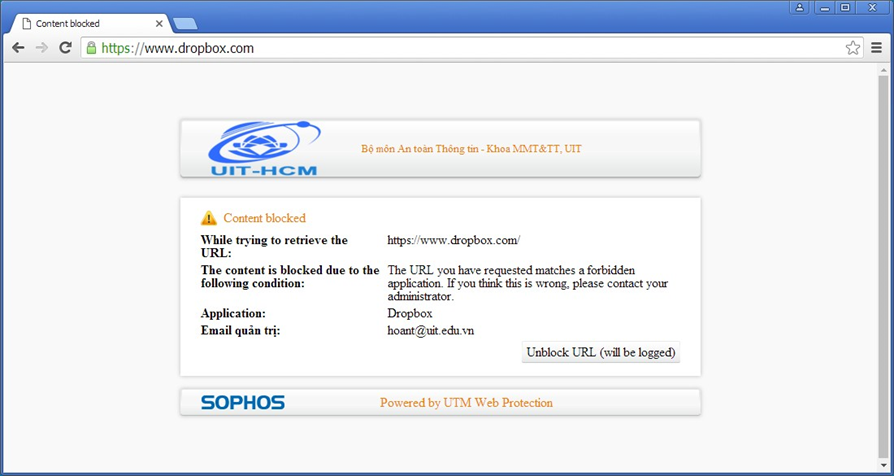 Content blocked
https://www.dropbox.com
UIT-HCM
Bộ môn An toàn Thông tin - Khoa MMT&TT, UIT
Content blocked
While trying to retrieve the
URL:
https://www.dropbox.com/
The content is blocked due to the
following condition:
The URL you have requested matches a forbidden
application. If you think this is wrong, please contact your
administrator.
Application:
Dropbox
Email quản trị:
hoant@uit.edu.vn
Unblock URL (will be logged)
SOPHOS
Powered by UTM Web Protection